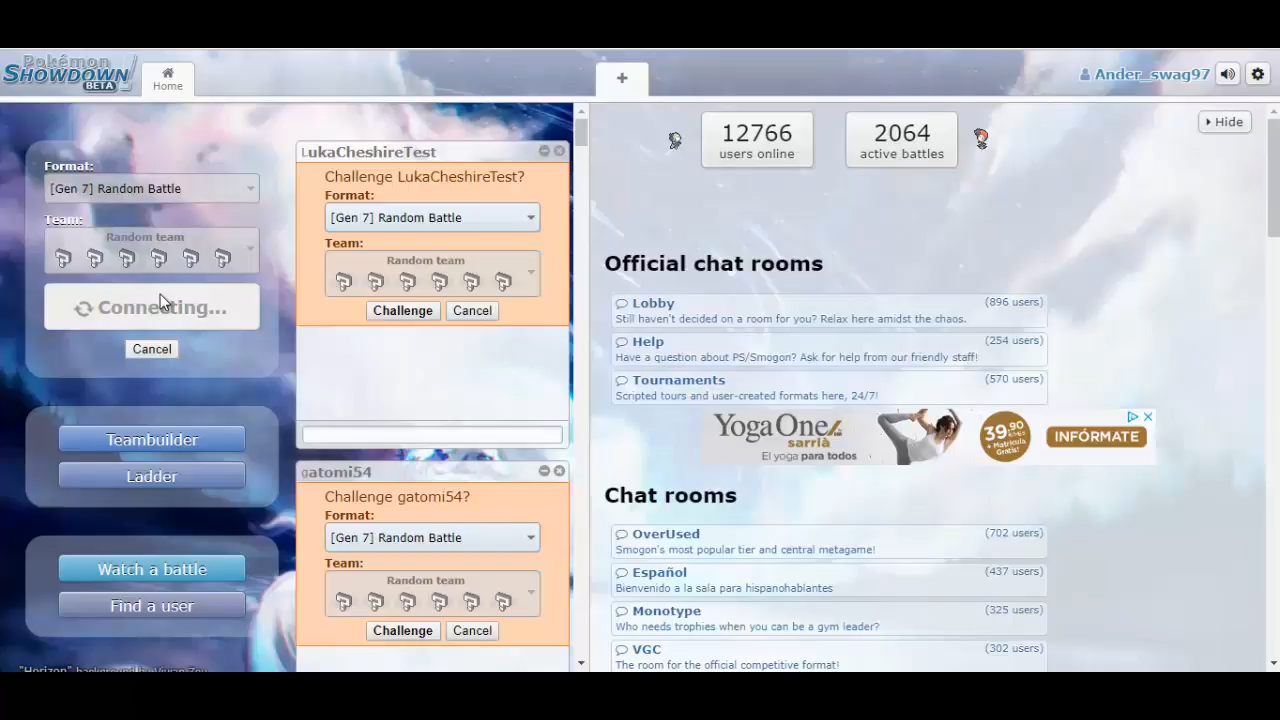 Pokémon
SHOWDOWN
BETA
Home
+
Ander_swag97
Format:
[Gen 7] Random Battle
Team:
Random team
Connecting...
Cancel
Teambuilder
Ladder
Watch a battle
Find a user
LukaCheshireTest
Challenge LukaCheshireTest?
Format:
[Gen 7] Random Battle
Team:
Random team
Challenge Cancel
gatomi54
Challenge gatomi54?
Format:
[Gen 7] Random Battle
Team:
Random team
Challenge Cancel
12766
users online
2064
active battles
Hide
Official chat rooms
Lobby (896 users)
Still haven't decided on a room for you? Relax here amidst the chaos.
Help (254 users)
Have a question about PS/Smogon? Ask for help from our friendly staff!
Tournaments (570 users)
Scripted tours and user-created formats here, 24/7!
YogaOne
sarrià
El yoga para todos
39,90
INFÓRMATE
Chat rooms
OverUsed (702 users)
Smogon's most popular tier and central metagame!
Español (437 users)
Bienvenido a la sala para hispanohablantes
Monotype (325 users)
Who needs trophies when you can be a gym leader?
VGC (302 users)
The room for the official competitive format!
"Horizon" background by